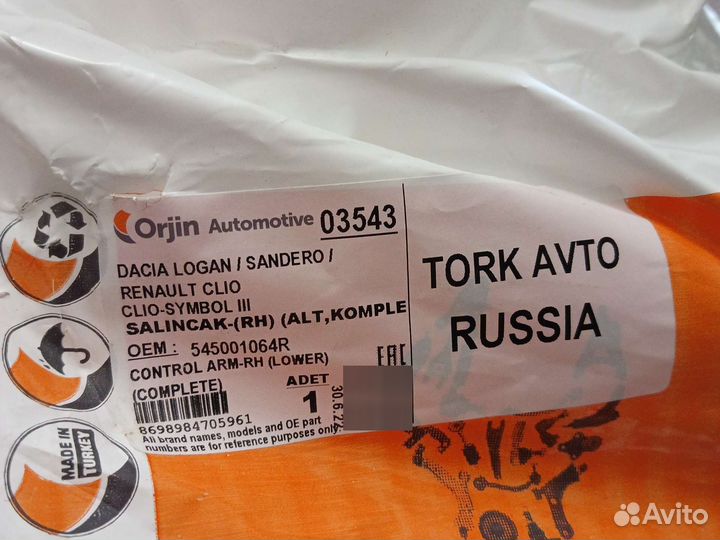 Orjin Automotive 03543
DACIA LOGAN / SANDERO /
RENAULT CLIO
CLIO-SYMBOL III
SALINCAK-(RH) (ALT,KOMPLE
OEM : 545001064R
CONTROL ARM-RH (LOWER)
(COMPLETE)
EAC
ADET
1
8698984705961
All brand names, models and OE part
numbers are for reference purposes only.
TORK AVTO
RUSSIA
MADE IN
TURKEY
Avito